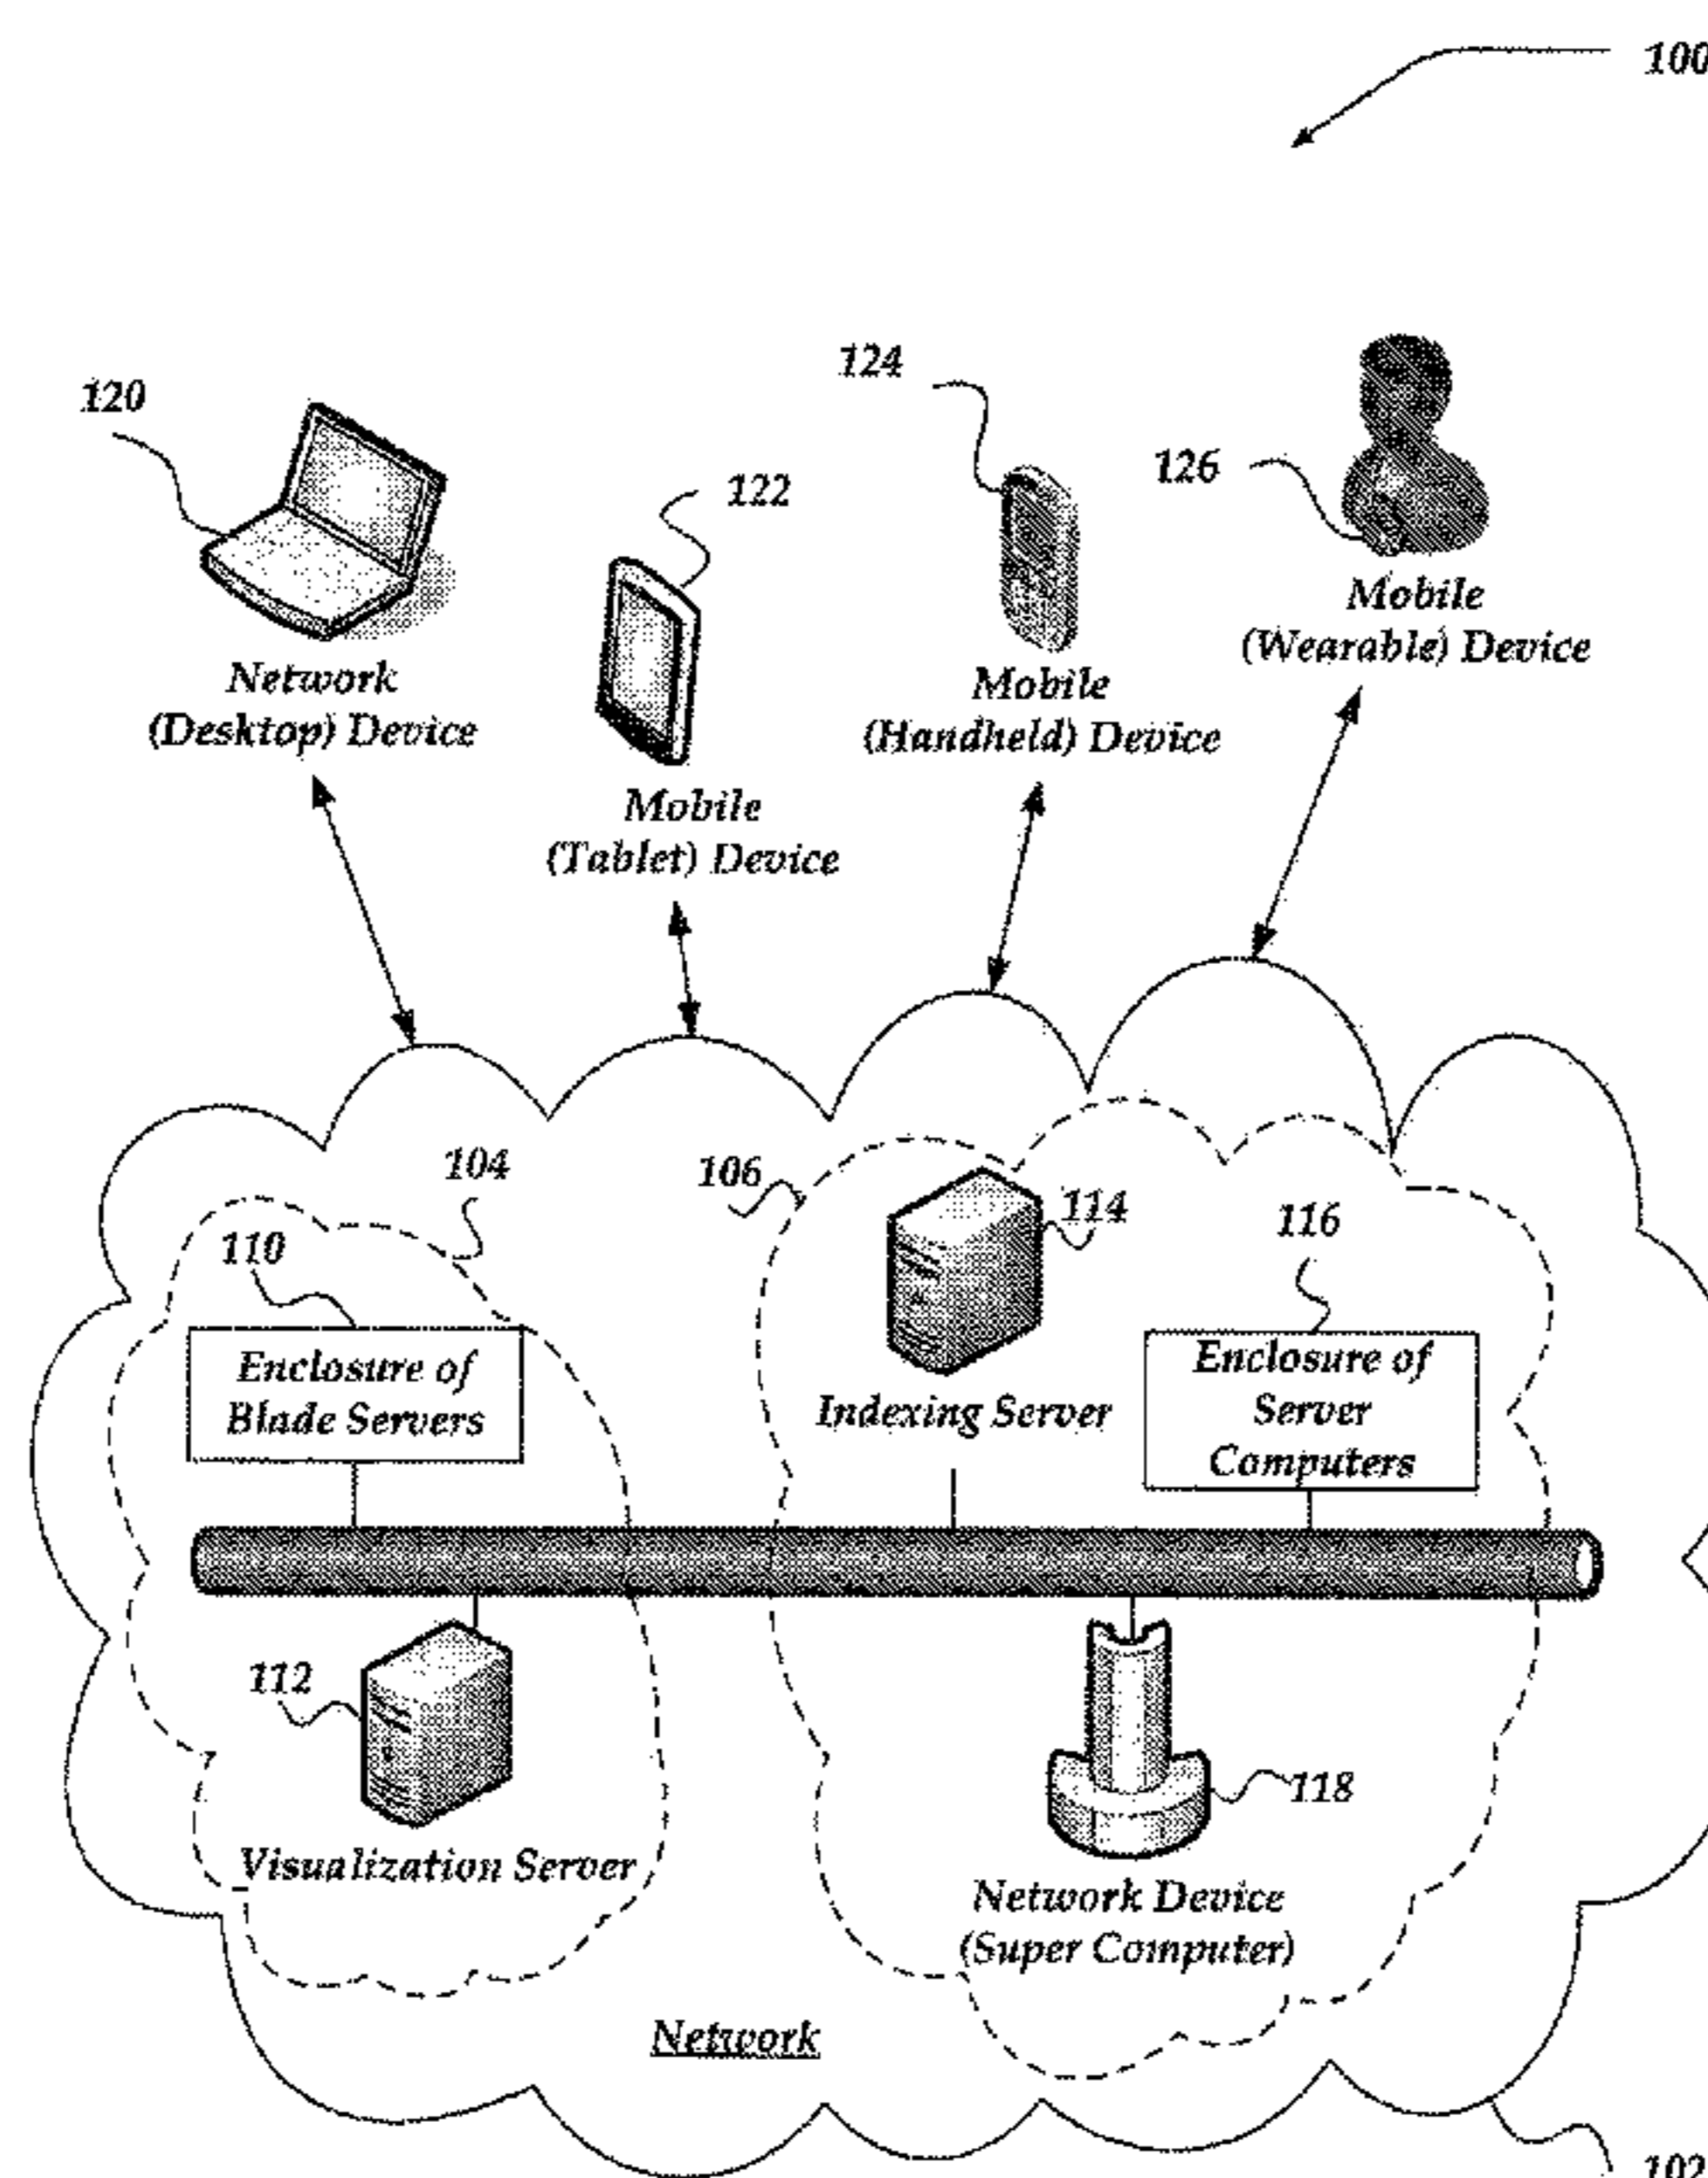 100
124
120
126
122
Mobile
(Wearable) Device
Network
(Desktop) Device
Mobile
(Handheld) Device
Mobile
(Tablet) Device
104
106
114
116
110
Enclosure of
Blade Servers
Indexing Server
Enclosure of
Server
Computers
112
118
Visualization Server
Network Device
(Super Computer)
Network
102